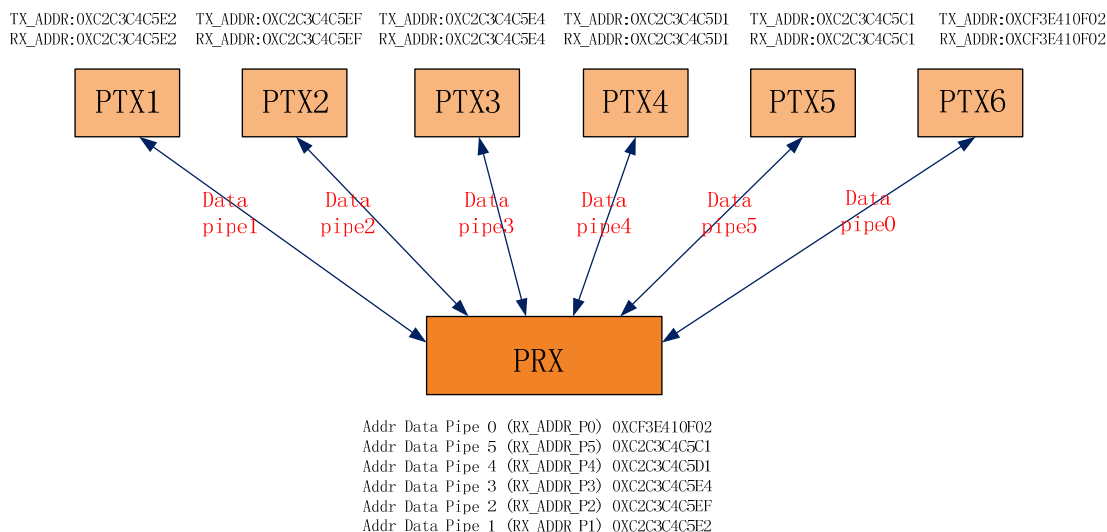 TX_ADDR:0XC2C3C4C5E2 TX_ADDR:0XC2C3C4C5EF TX_ADDR:0XC2C3C4C5E4 TX_ADDR:0XC2C3C4C5D1 TX_ADDR:0XC2C3C4C5C1 TX_ADDR:0XCF3E410F02
RX_ADDR:0XC2C3C4C5E2 RX_ADDR:0XC2C3C4C5EF RX_ADDR:0XC2C3C4C5E4 RX_ADDR:0XC2C3C4C5D1 RX_ADDR:0XC2C3C4C5C1 RX_ADDR:0XCF3E410F02
PTX1 PTX2 PTX3 PTX4 PTX5 PTX6
Data Data Data Data Data Data
pipe1 pipe2 pipe3 pipe4 pipe5 pipe0
PRX
Addr Data Pipe 0 (RX_ADDR_P0) 0XCF3E410F02
Addr Data Pipe 5 (RX_ADDR_P5) 0XC2C3C4C5C1
Addr Data Pipe 4 (RX_ADDR_P4) 0XC2C3C4C5D1
Addr Data Pipe 3 (RX_ADDR_P3) 0XC2C3C4C5E4
Addr Data Pipe 2 (RX_ADDR_P2) 0XC2C3C4C5EF
Addr Data Pipe 1 (RX_ADDR_P1) 0XC2C3C4C5E2